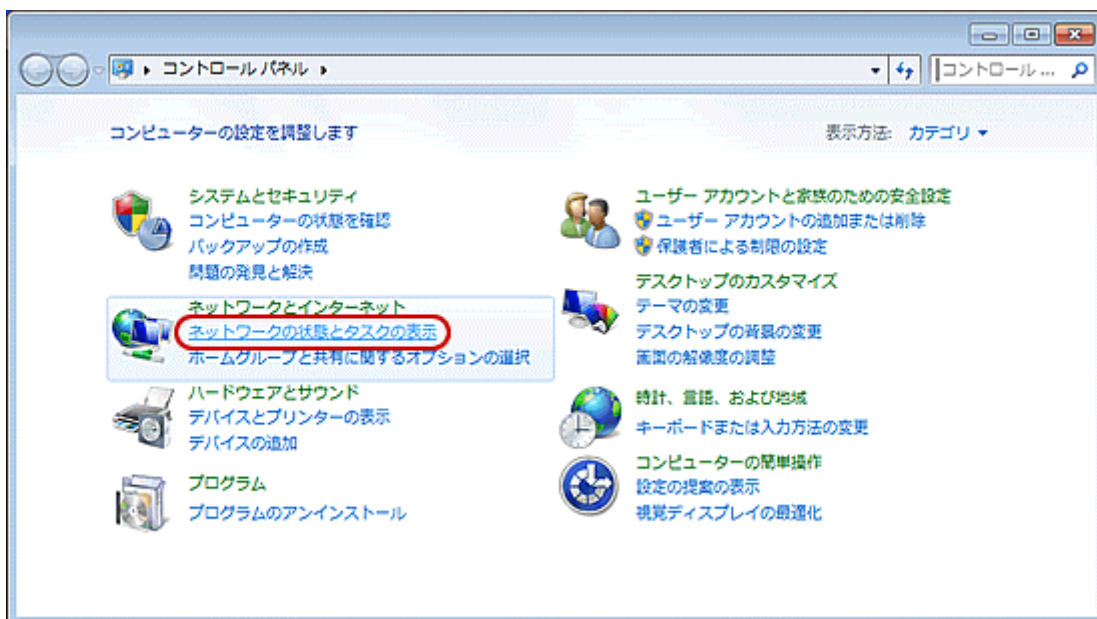 コントロール パネル
コントロール ...
コンピューターの設定を調整します
表示方法: カテゴリ
システムとセキュリティ
コンピューターの状態を確認
バックアップの作成
問題の発見と解決
ネットワークとインターネット
ネットワークの状態とタスクの表示
ホームグループと共有に関するオプションの選択
ハードウェアとサウンド
デバイスとプリンターの表示
デバイスの追加
プログラム
プログラムのアンインストール
ユーザー アカウントと家族のための安全設定
ユーザー アカウントの追加または削除
保護者による制限の設定
デスクトップのカスタマイズ
テーマの変更
デスクトップの背景の変更
画面の解像度の調整
時計、言語、および地域
キーボードまたは入力方法の変更
コンピューターの簡単操作
設定の提案の表示
視覚ディスプレイの最適化